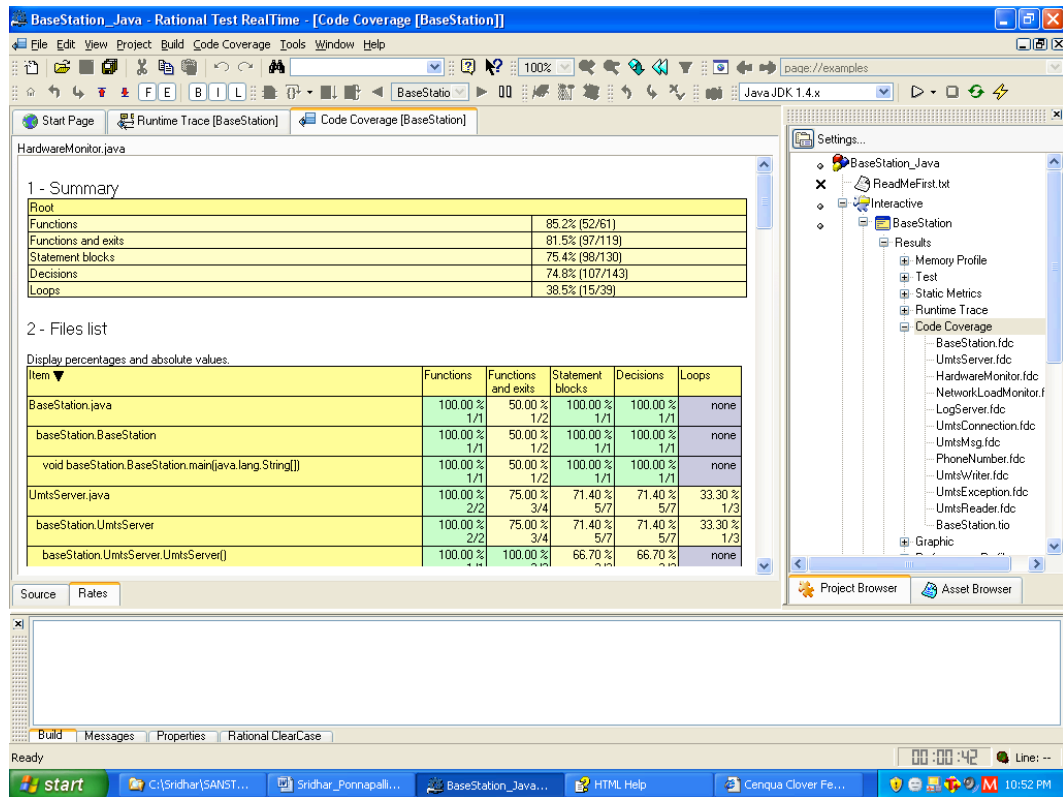 BaseStation_Java - Rational Test RealTime - [Code Coverage [BaseStation]]
File Edit View Project Build Code Coverage Tools Window Help
100% page://examples
F E B I L BaseStatio Java JDK 1.4.x
Start Page Runtime Trace [BaseStation] Code Coverage [BaseStation]
HardwareMonitor.java
1 - Summary
Root
Functions 85.2% (52/61)
Functions and exits 81.5% (97/119)
Statement blocks 75.4% (98/130)
Decisions 74.8% (107/143)
Loops 38.5% (15/39)
2 - Files list
Display percentages and absolute values.
Item Functions Functions and exits Statement blocks Decisions Loops
BaseStation.java 100.00 % 50.00 % 100.00 % 100.00 % none
1/1 1/2 1/1 1/1
baseStation.BaseStation 100.00 % 50.00 % 100.00 % 100.00 % none
1/1 1/2 1/1 1/1
void baseStation.BaseStation.main(java.lang.String[]) 100.00 % 50.00 % 100.00 % 100.00 % none
1/1 1/2 1/1 1/1
UmtsServer.java 100.00 % 75.00 % 71.40 % 71.40 % 33.30 %
2/2 3/4 5/7 5/7 1/3
baseStation.UmtsServer 100.00 % 75.00 % 71.40 % 71.40 % 33.30 %
2/2 3/4 5/7 5/7 1/3
baseStation.UmtsServer.UmtsServer() 100.00 % 100.00 % 66.70 % 66.70 % none
Source Rates
Settings...
BaseStation_Java
ReadMeFirst.txt
Interactive
BaseStation
Results
Memory Profile
Test
Static Metrics
Runtime Trace
Code Coverage
BaseStation.fdc
UmtsServer.fdc
HardwareMonitor.fdc
NetworkLoadMonitor.f
LogServer.fdc
UmtsConnection.fdc
UmtsMsg.fdc
PhoneNumber.fdc
UmtsWriter.fdc
UmtsException.fdc
UmtsReader.fdc
BaseStation.tio
Graphic
Project Browser Asset Browser
Build Messages Properties Rational ClearCase
Ready 00:00:42 Line: --
start C:\Sridhar\SANST... Sridhar_Ponnapalli... BaseStation_Java... HTML Help Cenqua Clover Fe... 10:52 PM